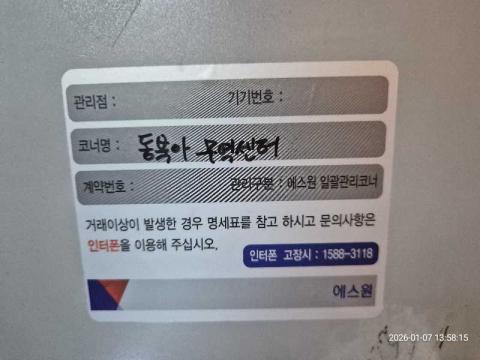 관리점 : 기기번호 :
코너명 : 동북아 무역센터
계약번호 : 관리구분 : 에스원 일괄관리코너
거래이상이 발생한 경우 명세표를 참고 하시고 문의사항은
인터폰을 이용해 주십시오.
인터폰 고장시 : 1588-3118
에스원
2026-01-07 13:58:15